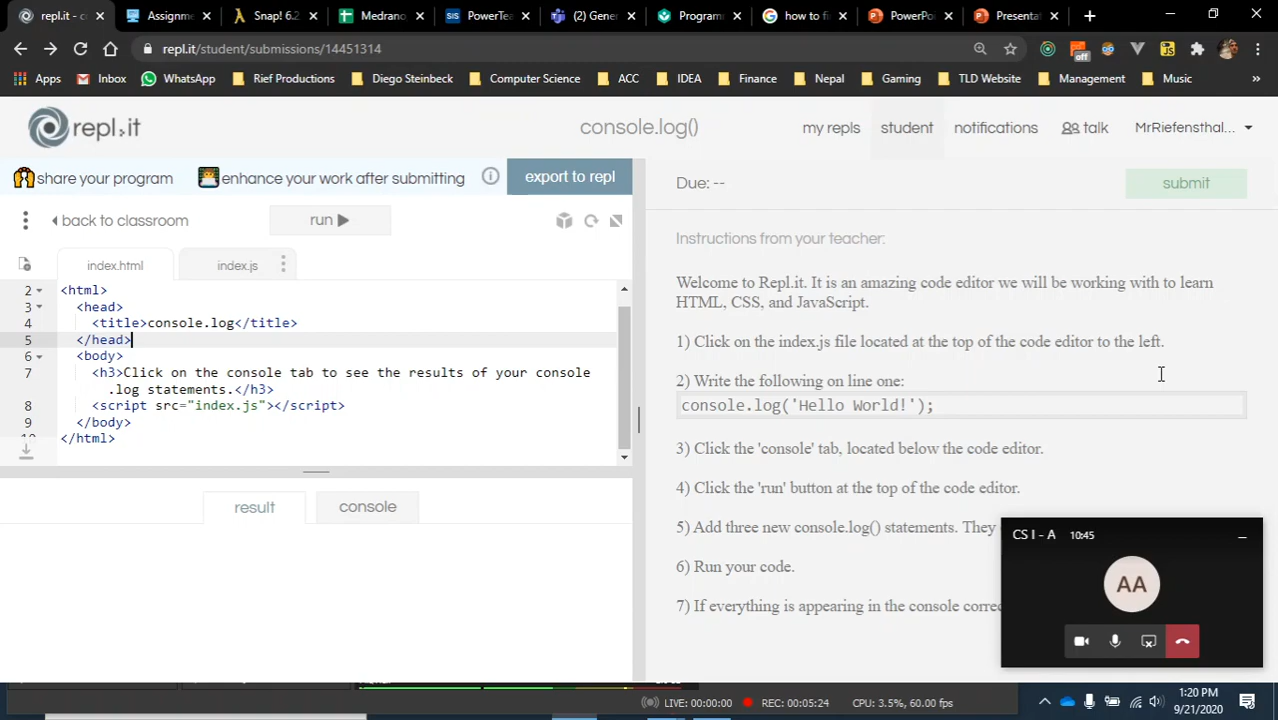 repl.it - con
Assignme
Snap! 6.2
Medrano
SIS
PowerTea
(2) Gener
Programi
how to fi
PowerPoi
Presentat
repl.it/student/submissions/14451314
off
JS
Apps
Inbox
WhatsApp
Rief Productions
Diego Steinbeck
Computer Science
ACC
IDEA
Finance
Nepal
Gaming
TLD Website
Management
Music
repl.it
console.log()
my repls
student
notifications
talk
MrRiefensthal...
share your program
enhance your work after submitting
export to repl
Due: --
submit
back to classroom
run
Instructions from your teacher:
index.html
index.js
2 <html>
3 <head>
4 <title>console.log</title>
5 </head>
6 <body>
7 <h3>Click on the console tab to see the results of your console
.log statements.</h3>
8 <script src="index.js"></script>
9 </body>
10 </html>
result
console
Welcome to Repl.it. It is an amazing code editor we will be working with to learn
HTML, CSS, and JavaScript.
1) Click on the index.js file located at the top of the code editor to the left.
2) Write the following on line one:
console.log('Hello World!');
3) Click the 'console' tab, located below the code editor.
4) Click the 'run' button at the top of the code editor.
5) Add three new console.log() statements. They
6) Run your code.
7) If everything is appearing in the console corre
CS I - A
10:45
AA
LIVE: 00:00:00
REC: 00:05:24
CPU: 3.5%, 60.00 fps
1:20 PM
9/21/2020